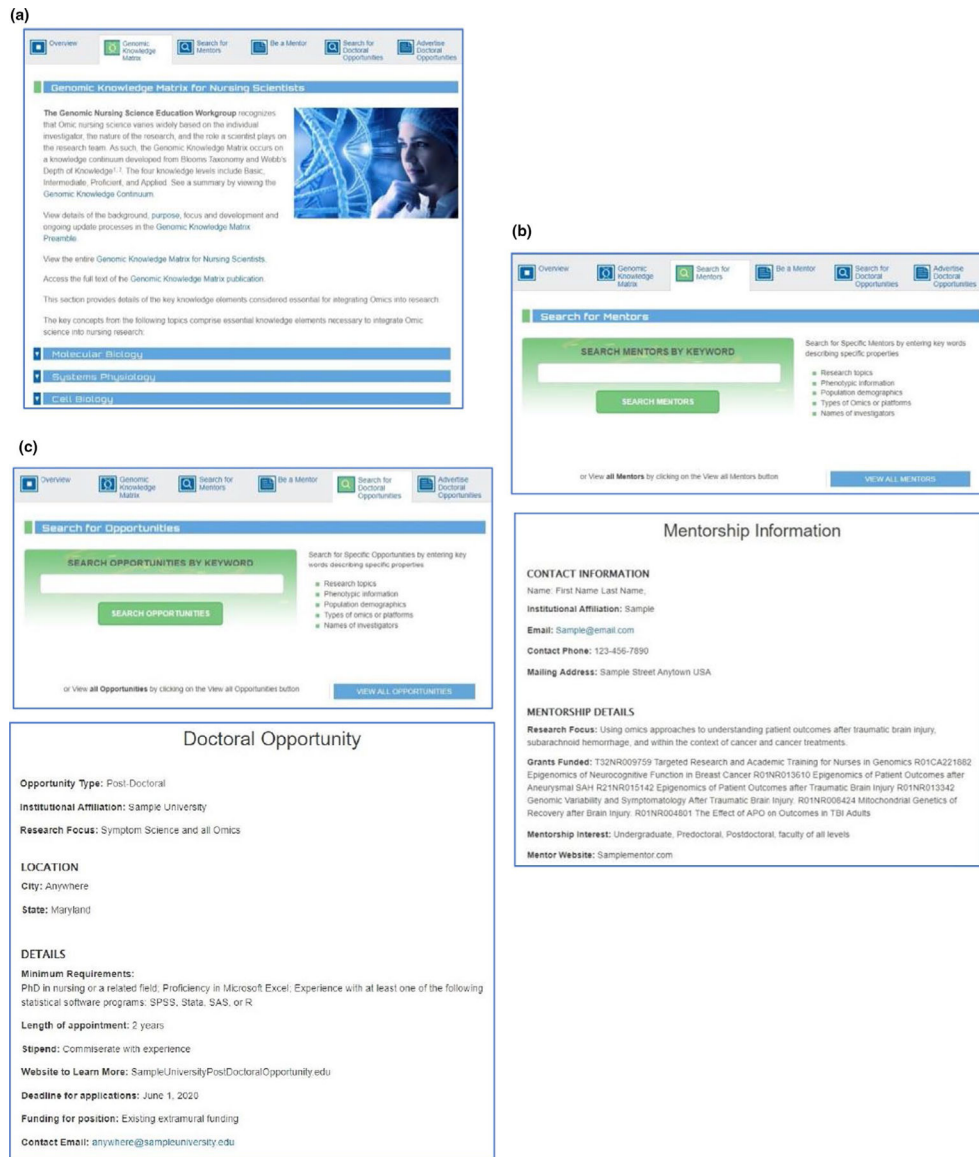 (a)
Overview
Genomic
Knowledge
Matrix
Search for
Mentors
Be a Mentor
Search for
Doctoral
Opportunities
Advertise
Doctoral
Opportunities
Genomic Knowledge Matrix for Nursing Scientists
The Genomic Nursing Science Education Workgroup recognizes
that Omic nursing science varies widely based on the individual
investigator, the nature of the research, and the role a scientist plays on
the research team. As such, the Genomic Knowledge Matrix occurs on
a knowledge continuum developed from Blooms Taxonomy and Webb's
Depth of Knowledge1, 2. The four knowledge levels include Basic,
Intermediate, Proficient, and Applied. See a summary by viewing the
Genomic Knowledge Continuum.
View details of the background, purpose, focus and development and
ongoing update processes in the Genomic Knowledge Matrix
Preamble.
View the entire Genomic Knowledge Matrix for Nursing Scientists.
Access the full text of the Genomic Knowledge Matrix publication.
This section provides details of the key knowledge elements considered essential for integrating Omics into research
The key concepts from the following topics comprise essential knowledge elements necessary to integrate Omic
science into nursing research:
Molecular Biology
Systems Physiology
Cell Biology
(b)
Overview
Genomic
Knowledge
Matrix
Search for
Mentors
Be a Mentor
Search for
Doctoral
Opportunities
Advertise
Doctoral
Opportunities
Search for Mentors
SEARCH MENTORS BY KEYWORD
SEARCH MENTORS
Search for Specific Mentors by entering key words
describing specific properties
Research topics
Phenotypic information
Population demographics
Types of Omics or platforms
Names of investigators
or View all Mentors by clicking on the View all Mentors button
VIEW ALL MENTORS
Mentorship Information
CONTACT INFORMATION
Name: First Name Last Name,
Institutional Affiliation: Sample
Email: Sample@email.com
Contact Phone: 123-456-7890
Mailing Address: Sample Street Anytown USA
MENTORSHIP DETAILS
Research Focus: Using omics approaches to understanding patient outcomes after traumatic brain injury,
subarachnoid hemorrhage, and within the context of cancer and cancer treatments.
Grants Funded: T32NR009759 Targeted Research and Academic Training for Nurses in Genomics R01CA221882
Epigenomics of Neurocognitive Function in Breast Cancer R01NR013610 Epigenomics of Patient Outcomes after
Aneurysmal SAH R21NR015142 Epigenomics of Patient Outcomes after Traumatic Brain Injury R01NR013342
Genomic Variability and Symptomatology After Traumatic Brain Injury. R01NR008424 Mitochondrial Genetics of
Recovery after Brain Injury. R01NR004801 The Effect of APO on Outcomes in TBI Adults
Mentorship Interest: Undergraduate, Predoctoral, Postdoctoral, faculty of all levels
Mentor Website: Samplementor.com
(c)
Overview
Genomic
Knowledge
Matrix
Search for
Mentors
Be a Mentor
Search for
Doctoral
Opportunities
Advertise
Doctoral
Opportunities
Search for Opportunities
SEARCH OPPORTUNITIES BY KEYWORD
SEARCH OPPORTUNITIES
Search for Specific Opportunities by entering key
words describing specific properties
Research topics
Phenotypic information
Population demographics
Types of omics or platforms
Names of investigators
or View all Opportunities by clicking on the View all Opportunities button
VIEW ALL OPPORTUNITIES
Doctoral Opportunity
Opportunity Type: Post-Doctoral
Institutional Affiliation: Sample University
Research Focus: Symptom Science and all Omics
LOCATION
City: Anywhere
State: Maryland
DETAILS
Minimum Requirements:
PhD in nursing or a related field; Proficiency in Microsoft Excel; Experience with at least one of the following
statistical software programs: SPSS, Stata, SAS, or R
Length of appointment: 2 years
Stipend: Commiserate with experience
Website to Learn More: SampleUniversityPostDoctoralOpportunity.edu
Deadline for applications: June 1, 2020
Funding for position: Existing extramural funding
Contact Email: anywhere@sampleuniversity.edu